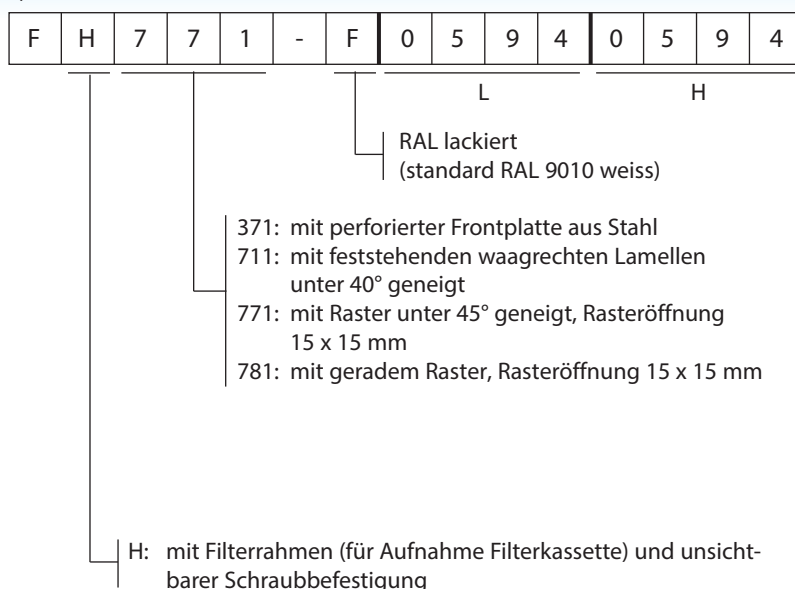 F H 7 7 1 - F 0 5 9 4 0 5 9 4
L H
RAL lackiert
(standard RAL 9010 weiss)
371: mit perforierter Frontplatte aus Stahl
711: mit feststehenden waagrechten Lamellen
unter 40° geneigt
771: mit Raster unter 45° geneigt, Rasteröffnung
15 x 15 mm
781: mit geradem Raster, Rasteröffnung 15 x 15 mm
H: mit Filterrahmen (für Aufnahme Filterkassette) und unsicht-
barer Schraubbefestigung